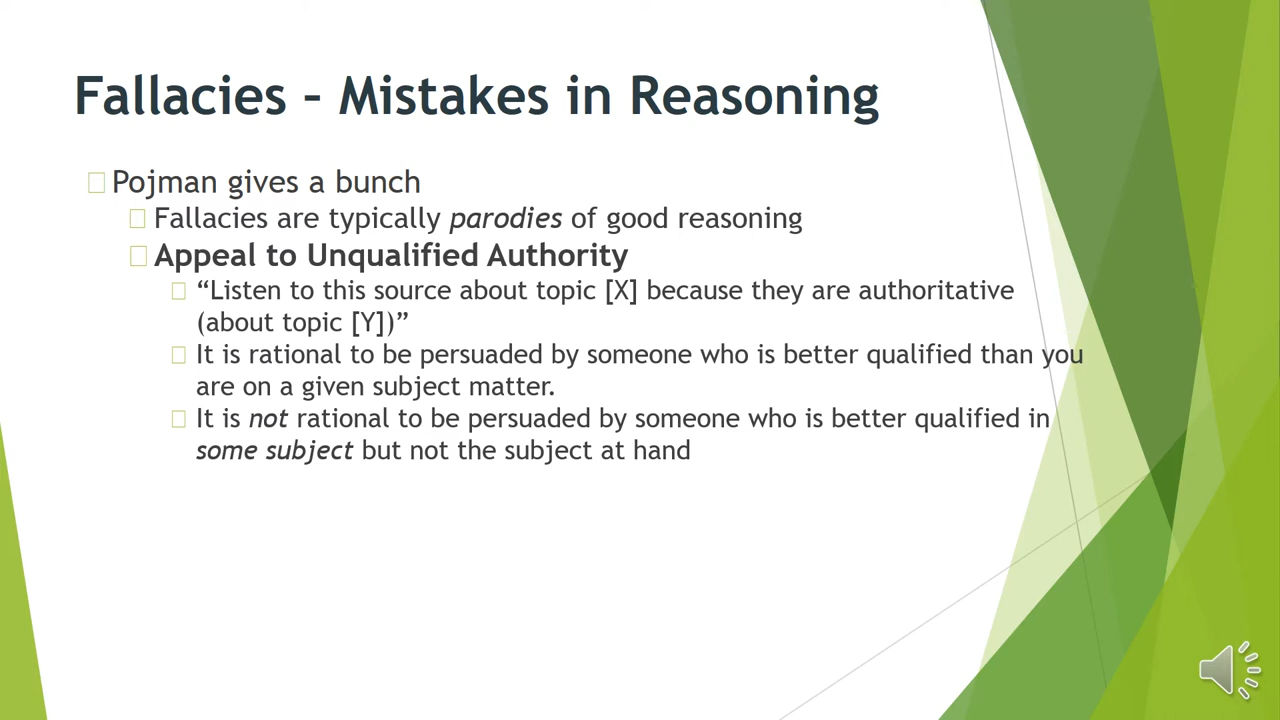 Fallacies – Mistakes in Reasoning
Pojman gives a bunch
Fallacies are typically parodies of good reasoning
Appeal to Unqualified Authority
“Listen to this source about topic [X] because they are authoritative
(about topic [Y])”
It is rational to be persuaded by someone who is better qualified than you
are on a given subject matter.
It is not rational to be persuaded by someone who is better qualified in
some subject but not the subject at hand